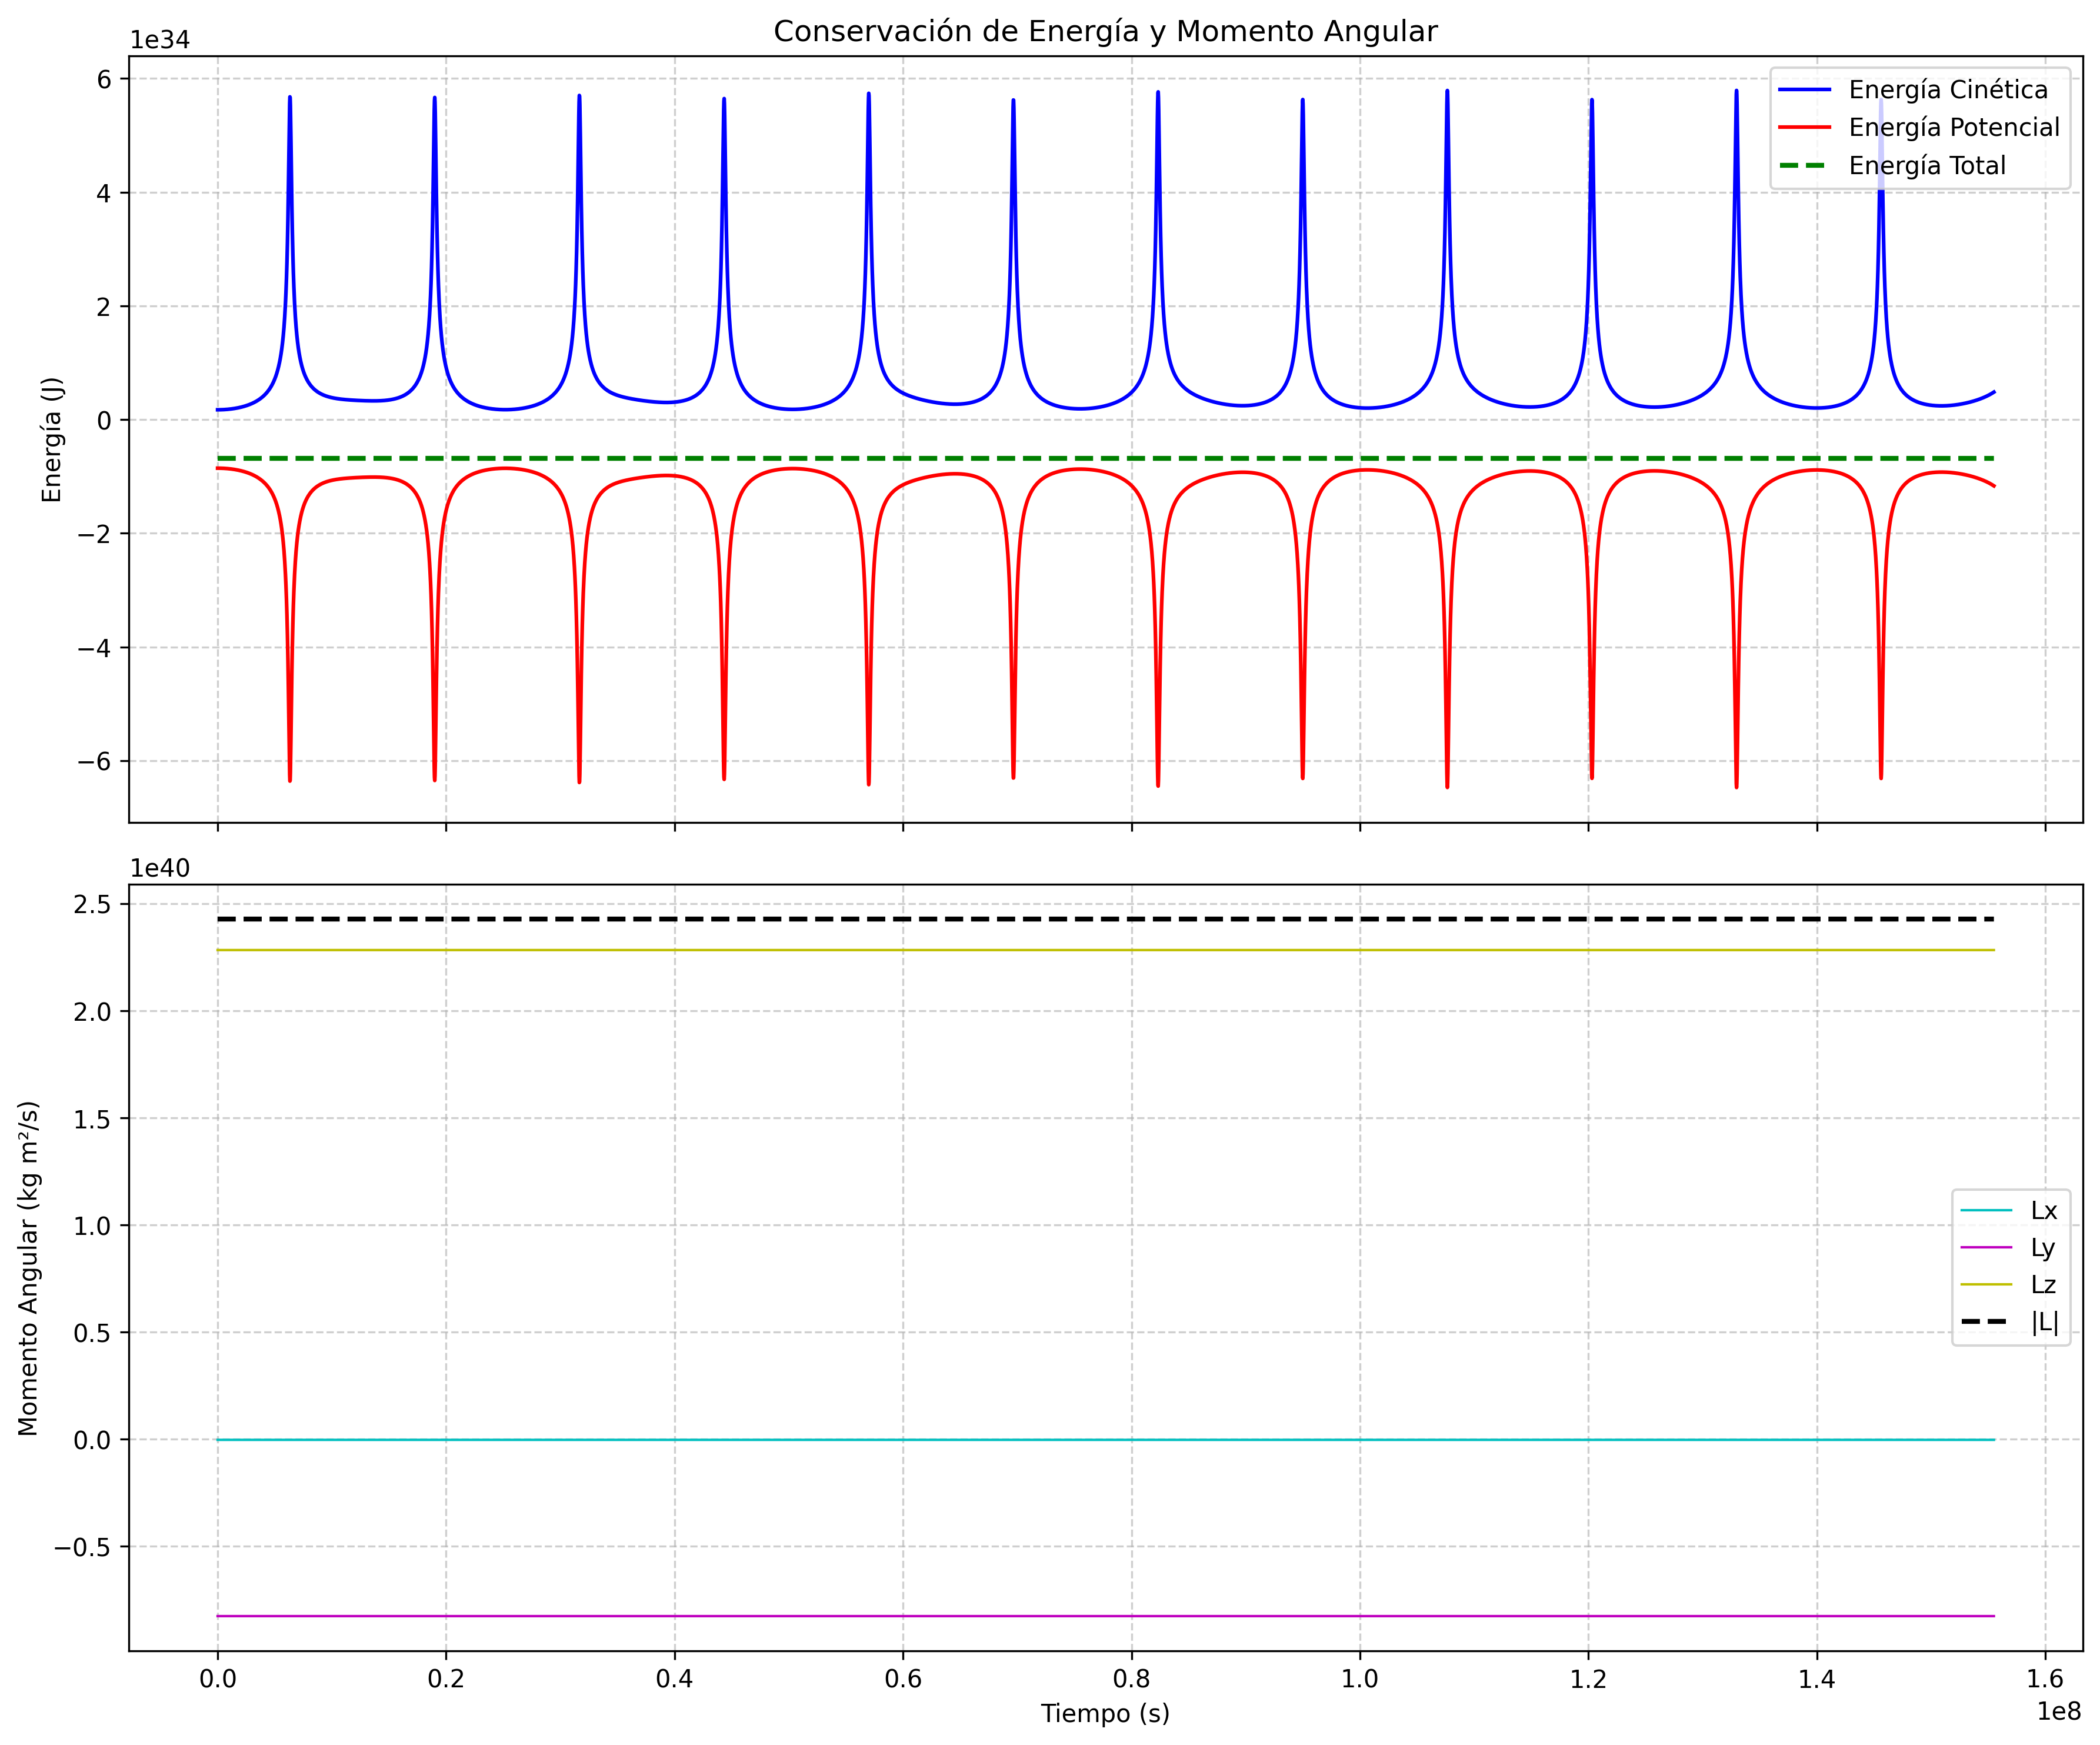 Conservación de Energía y Momento Angular
1e34
6
4
2
0
−2
−4
−6
Energía (J)
Energía Cinética
Energía Potencial
Energía Total
1e40
2.5
2.0
1.5
1.0
0.5
0.0
−0.5
Momento Angular (kg m²/s)
Lx
Ly
Lz
|L|
0.0 0.2 0.4 0.6 0.8 1.0 1.2 1.4 1.6
Tiempo (s)
1e8